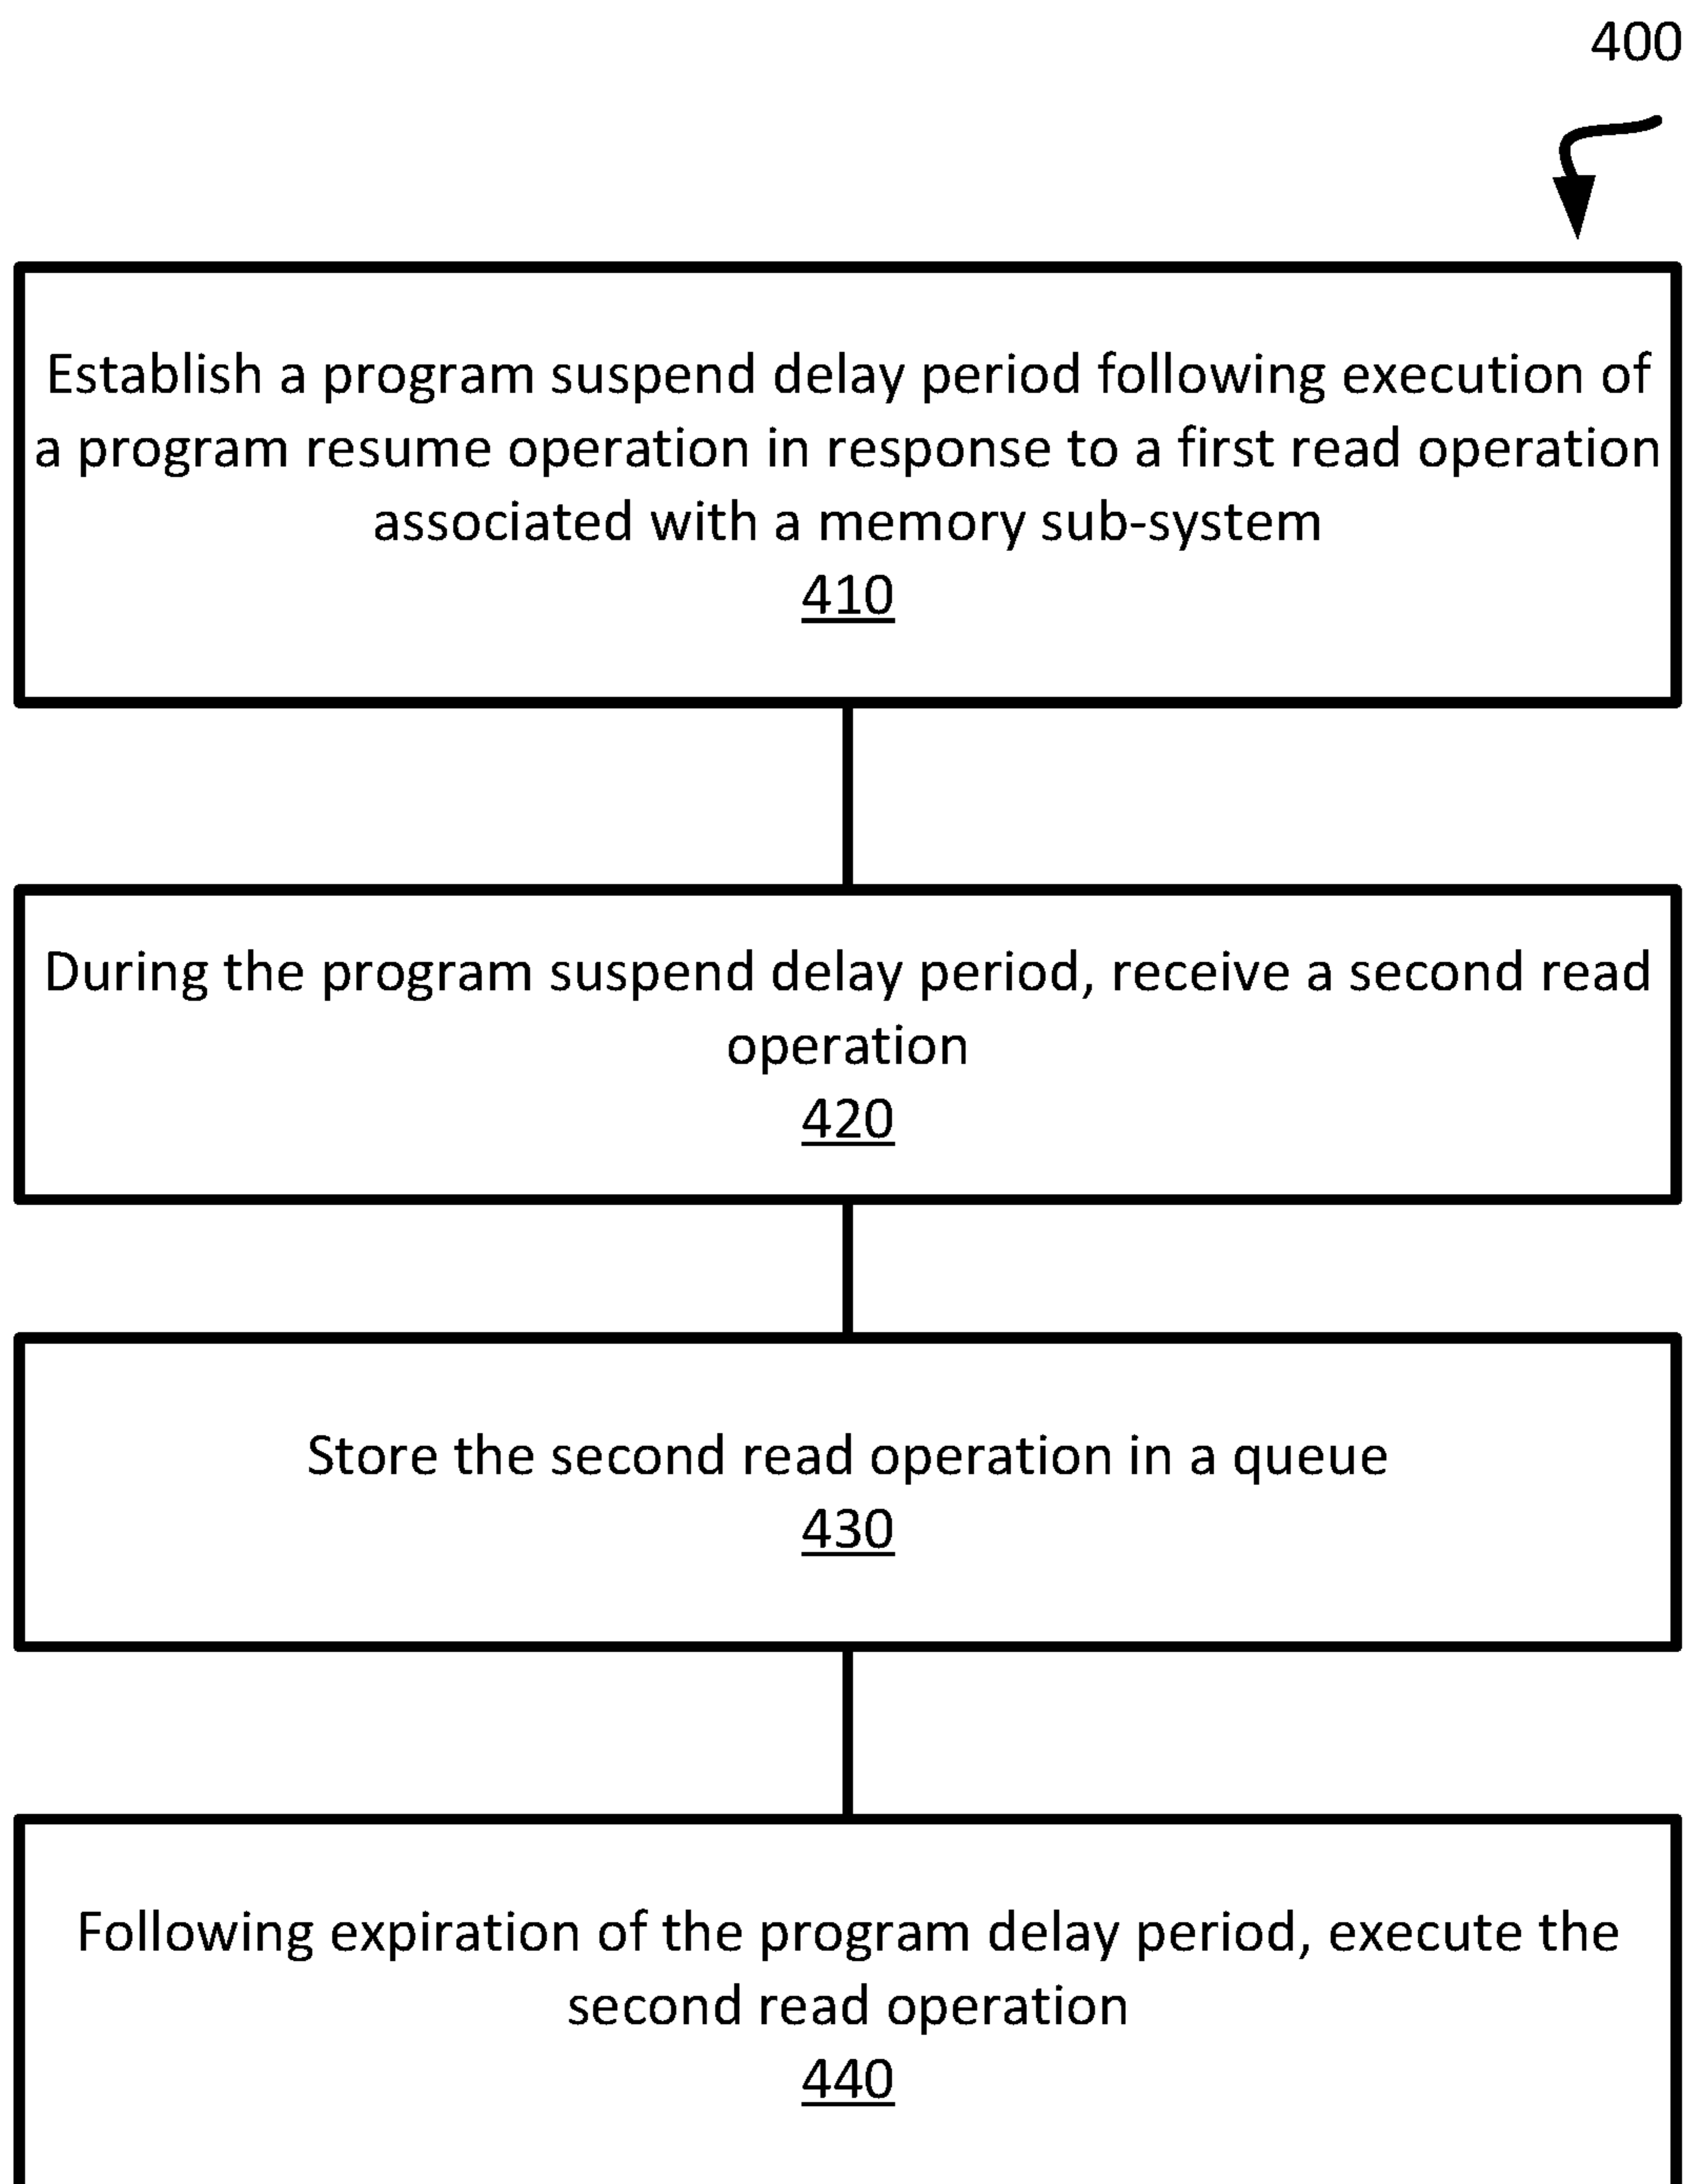 400
Establish a program suspend delay period following execution of
a program resume operation in response to a first read operation
associated with a memory sub-system
410
During the program suspend delay period, receive a second read
operation
420
Store the second read operation in a queue
430
Following expiration of the program delay period, execute the
second read operation
440